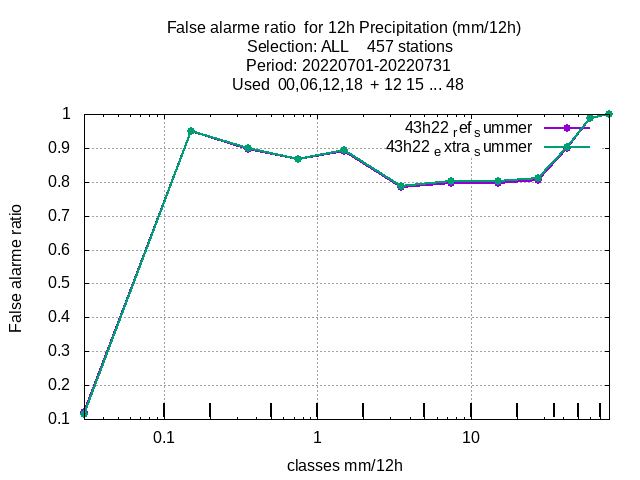 False alarme ratio  for 12h Precipitation (mm/12h)
Selection: ALL    457 stations
Period: 20220701-20220731
Used  00,06,12,18  + 12 15 ... 48
1
0.9
0.8
0.7
0.6
0.5
0.4
0.3
0.2
0.1
False alarme ratio
43h22 ref summer
43h22 extra summer
0.1
1
10
classes mm/12h